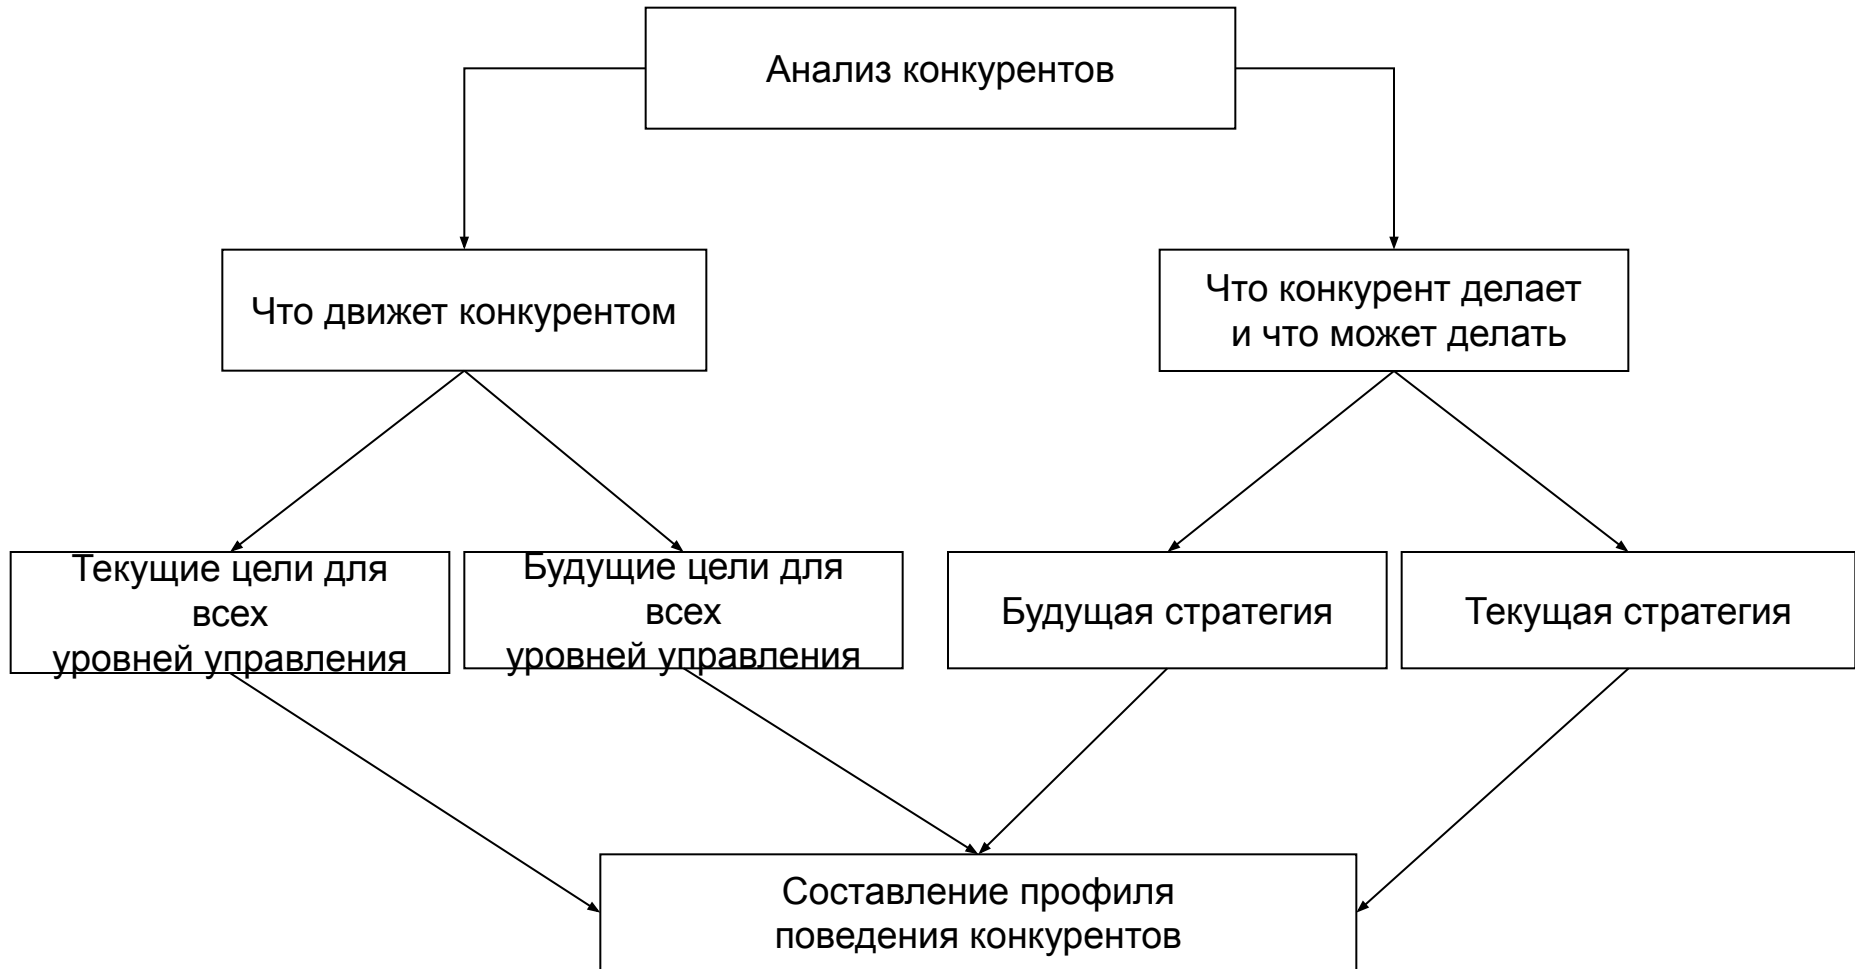 Анализ конкурентов
Что движет конкурентом
Что конкурент делает
и что может делать
Текущие цели для
всех
уровней управления
Будущие цели для
всех
уровней управления
Будущая стратегия
Текущая стратегия
Составление профиля
поведения конкурентов